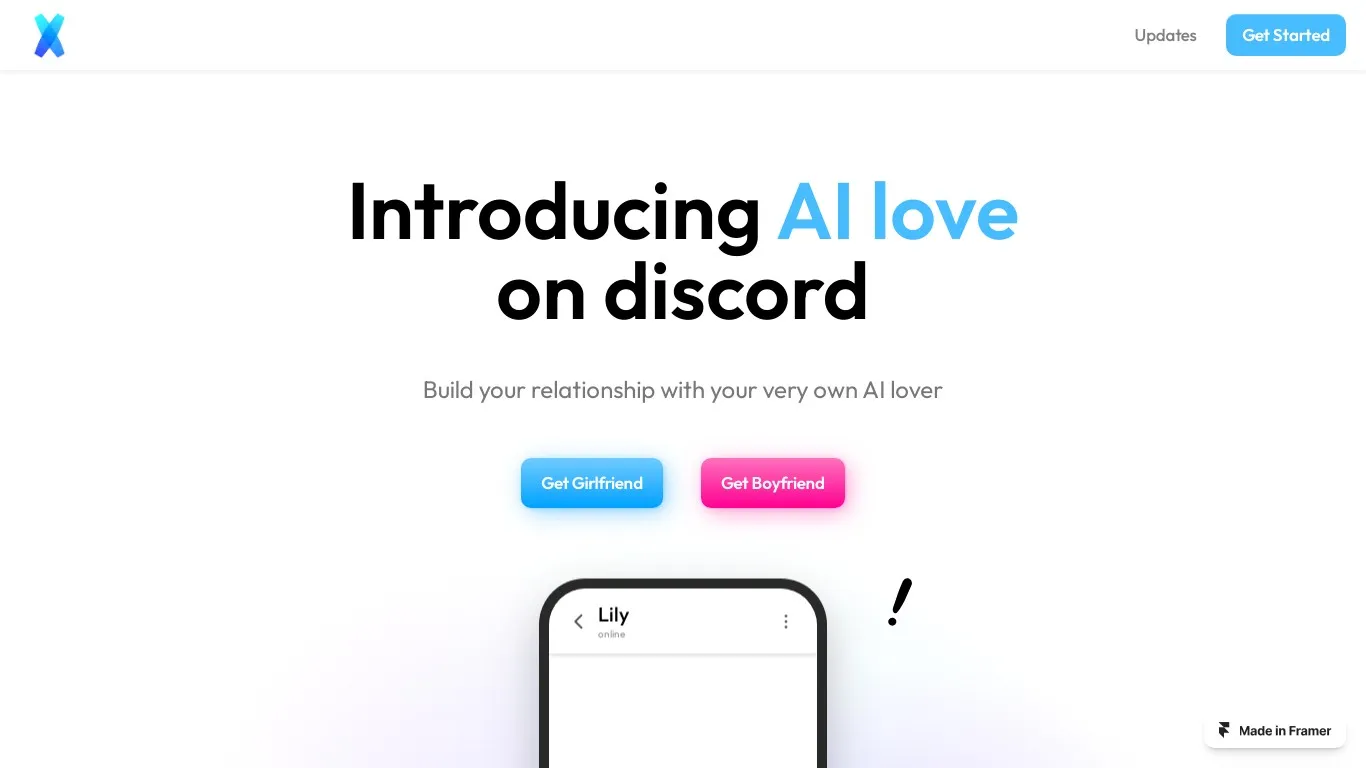 Updates
Get Started
Introducing AI love
on discord
Build your relationship with your very own AI lover
Get Girlfriend
Get Boyfriend
!
Lily
online
Made in Framer